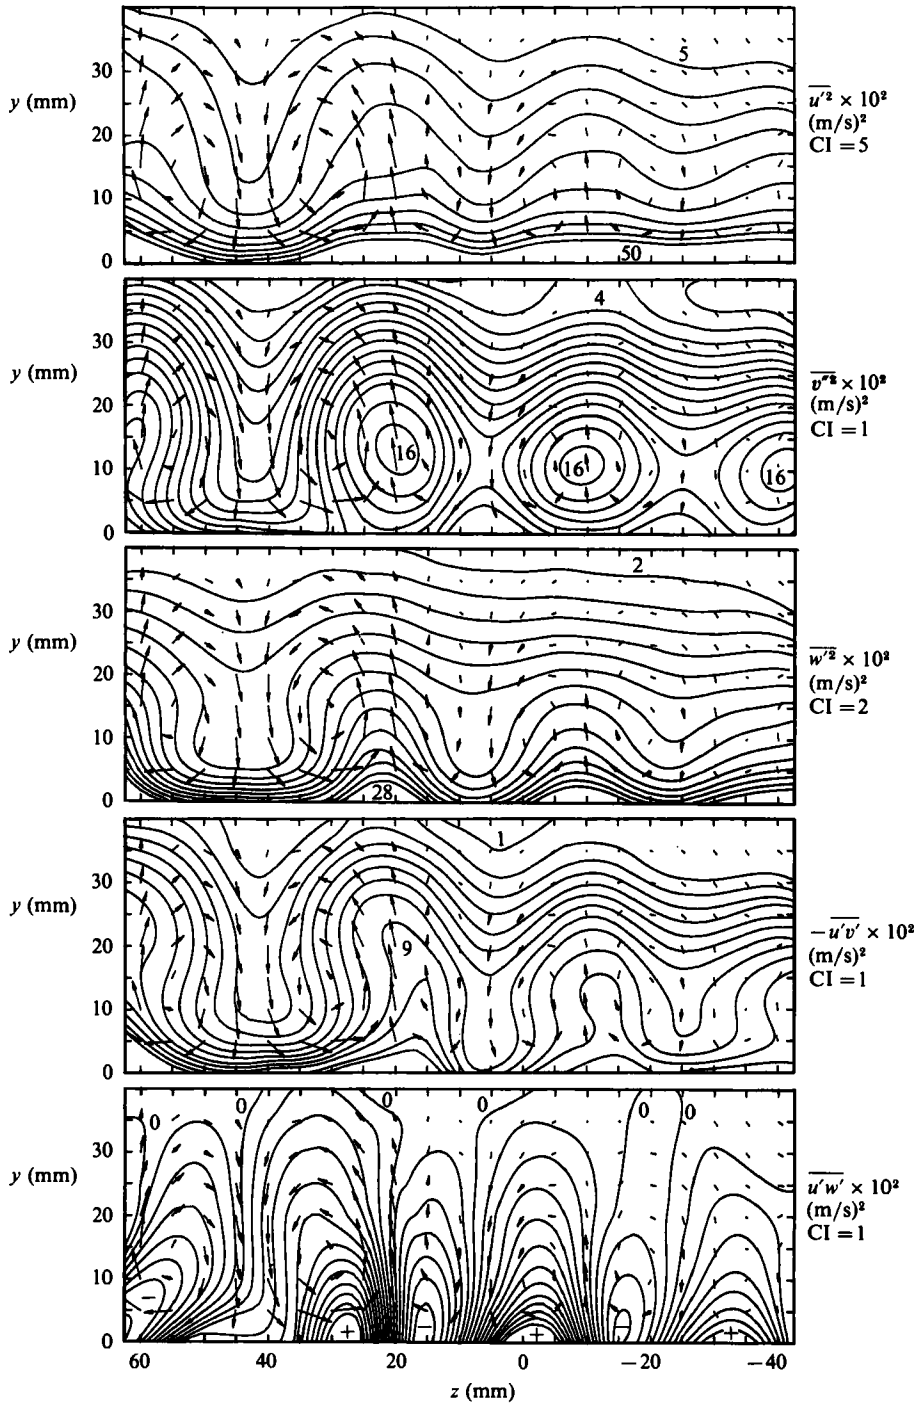 30
y (mm)
20
10
0
5
50
u'² × 10²
(m/s)²
CI = 5
30
y (mm)
20
10
0
4
16
16
16
v''² × 10²
(m/s)²
CI = 1
30
y (mm)
20
10
0
2
28
w'² × 10²
(m/s)²
CI = 2
30
y (mm)
20
10
0
1
9
−u'v' × 10²
(m/s)²
CI = 1
30
y (mm)
20
10
0
0 0 0 0 0 0
− + − + − +
u'w' × 10²
(m/s)²
CI = 1
60 40 20 0 −20 −40
z (mm)